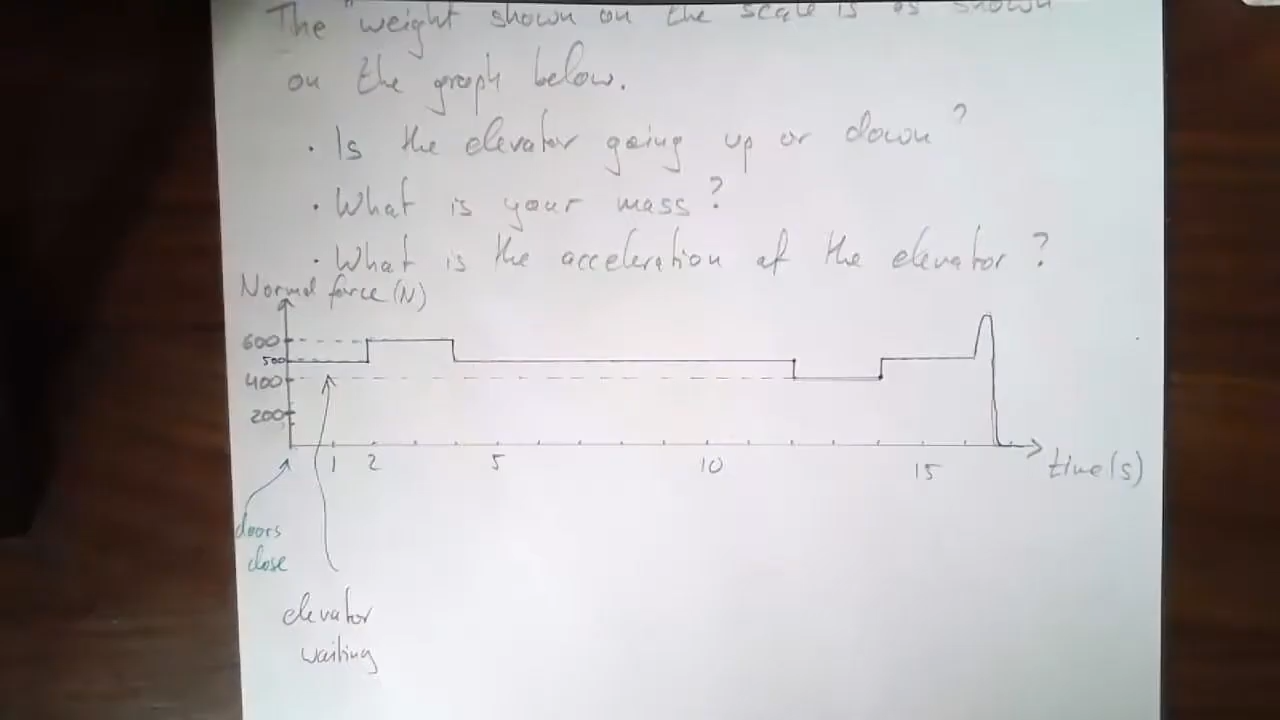 The "weight shown on the scale is as shown
on the graph below.
· Is the elevator going up or down?
· What is your mass?
· What is the acceleration of the elevator?
Normal force (N)
600
500
400
200
1 2 5 10 15 time(s)
doors
close
elevator
waiting